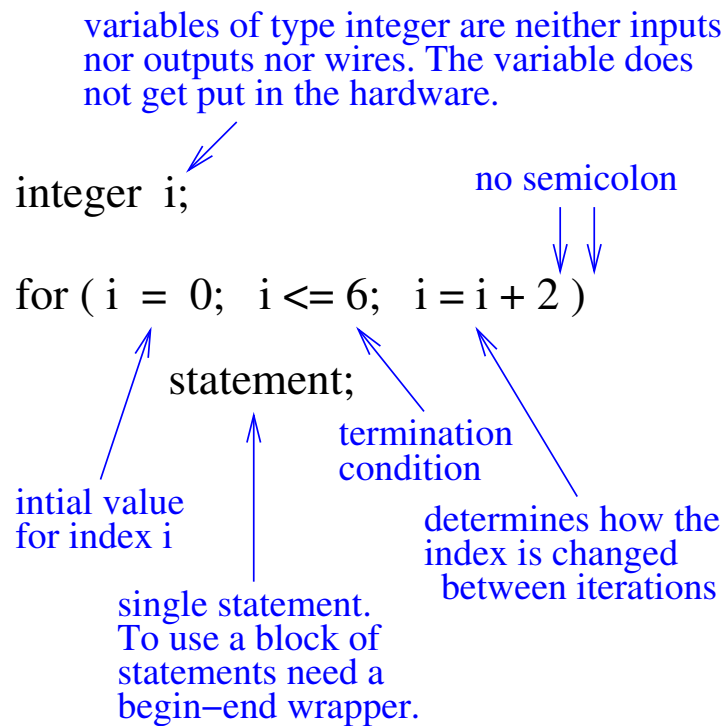 variables of type integer are neither inputs
nor outputs nor wires. The variable does
not get put in the hardware.
integer i;
no semicolon
for ( i = 0; i <= 6; i = i + 2 )
statement;
termination
condition
intial value
for index i
determines how the
index is changed
between iterations
single statement.
To use a block of
statements need a
begin−end wrapper.